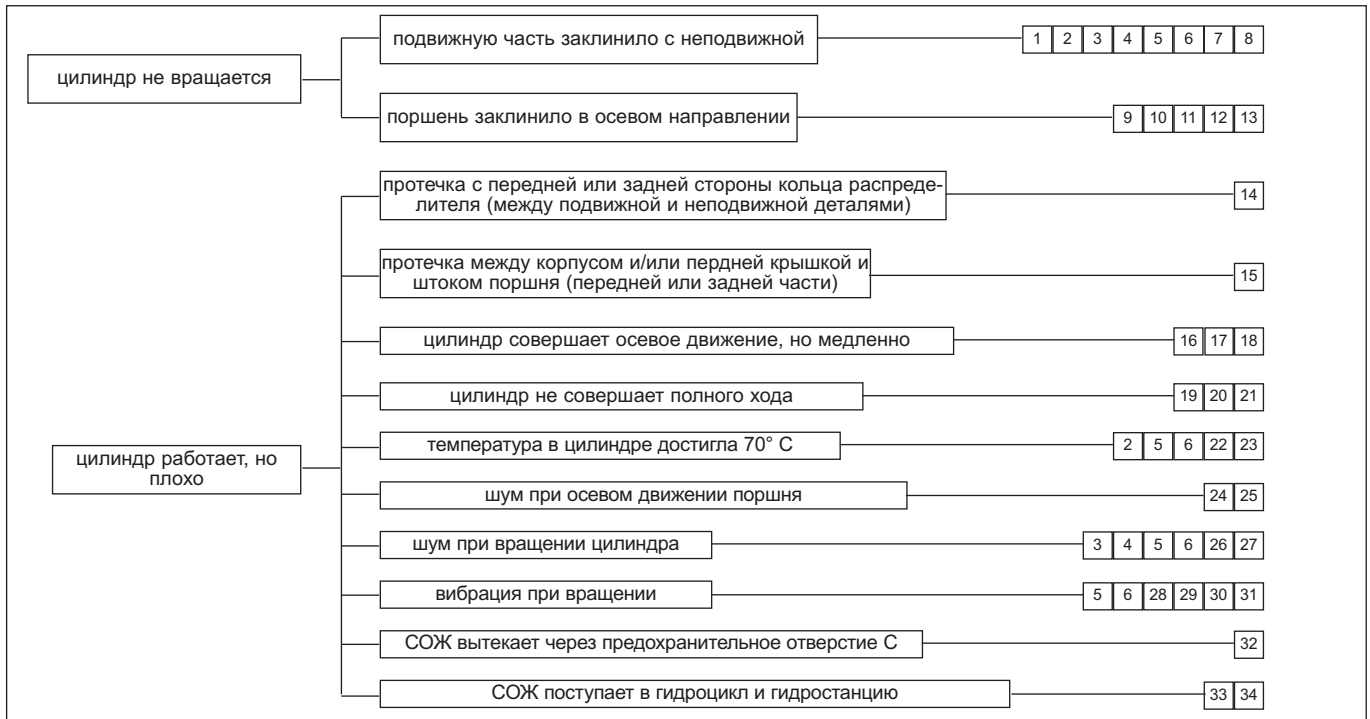 подвижную часть заклинило с неподвижной 1 2 3 4 5 6 7 8
цилиндр не вращается
поршень заклинило в осевом направлении 9 10 11 12 13
протечка с передней или задней стороны кольца распреде-
лителя (между подвижной и неподвижной деталями) 14
протечка между корпусом и/или пердней крышкой и
штоком поршня (передней или задней части) 15
цилиндр совершает осевое движение, но медленно 16 17 18
цилиндр не совершает полного хода 19 20 21
температура в цилиндре достигла 70° С 2 5 6 22 23
цилиндр работает, но
плохо
шум при осевом движении поршня 24 25
шум при вращении цилиндра 3 4 5 6 26 27
вибрация при вращении 5 6 28 29 30 31
СОЖ вытекает через предохранительное отверстие С 32
СОЖ поступает в гидроцикл и гидростанцию 33 34